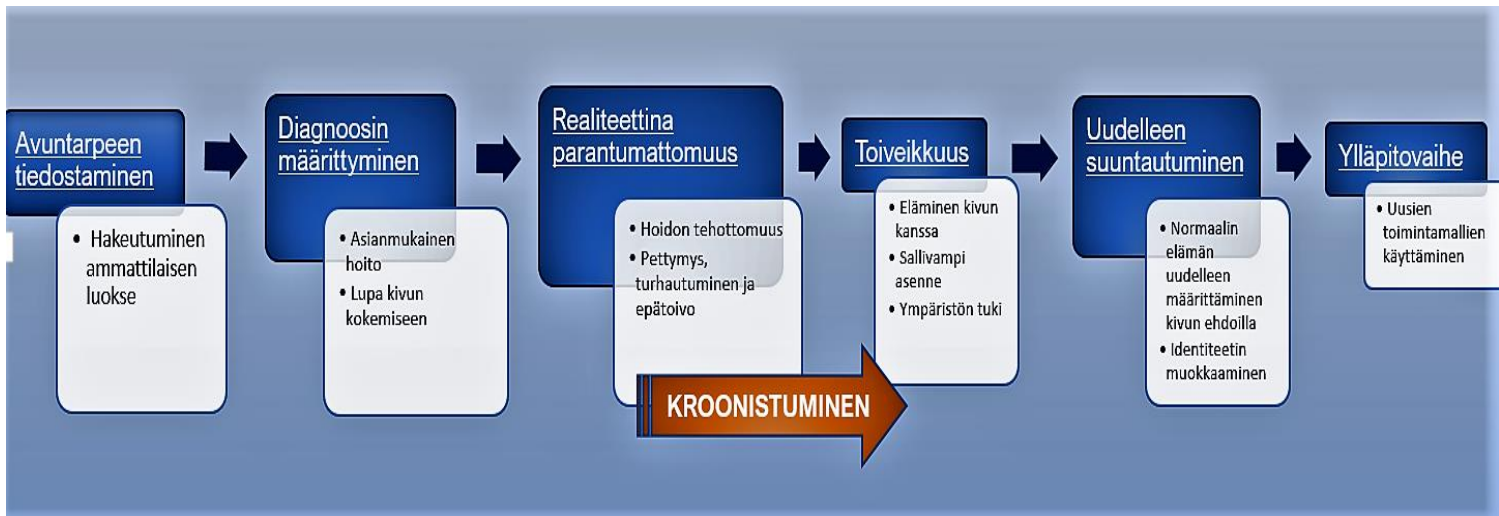 Avuntarpeen
tiedostaminen
• Hakeutuminen
ammattilaisen
luokse
Diagnoosin
määrittyminen
• Asianmukainen
hoito
• Lupa kivun
kokemiseen
Realiteettina
parantumattomuus
• Hoidon tehottomuus
• Pettymys,
turhautuminen ja
epätoivo
KROONISTUMINEN
Toiveikkuus
• Eläminen kivun
kanssa
• Sallivampi
asenne
• Ympäristön tuki
Uudelleen
suuntautuminen
• Normaalin
elämän
uudelleen
määrittäminen
kivun ehdoilla
• Identiteetin
muokkaaminen
Ylläpitovaihe
• Uusien
toimintamallien
käyttäminen